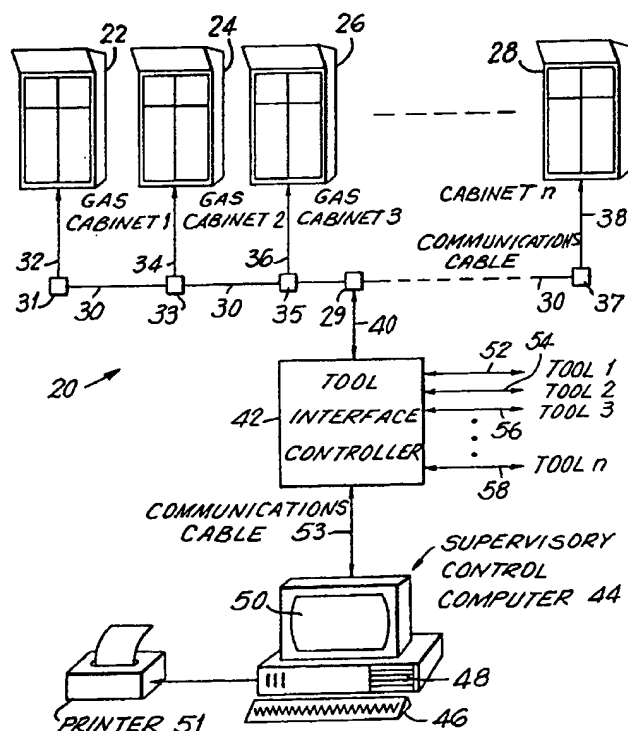 22
24
26
28
GAS CABINET 1
GAS CABINET 2
GAS CABINET 3
CABINET n
32
34
36
38
COMMUNICATIONS CABLE
31
30
33
30
35
29
30
37
40
20
42
TOOL
INTERFACE
CONTROLLER
52
54
TOOL 1
TOOL 2
TOOL 3
56
TOOL n
58
COMMUNICATIONS
CABLE
53
SUPERVISORY
CONTROL
COMPUTER 44
50
48
46
PRINTER 51